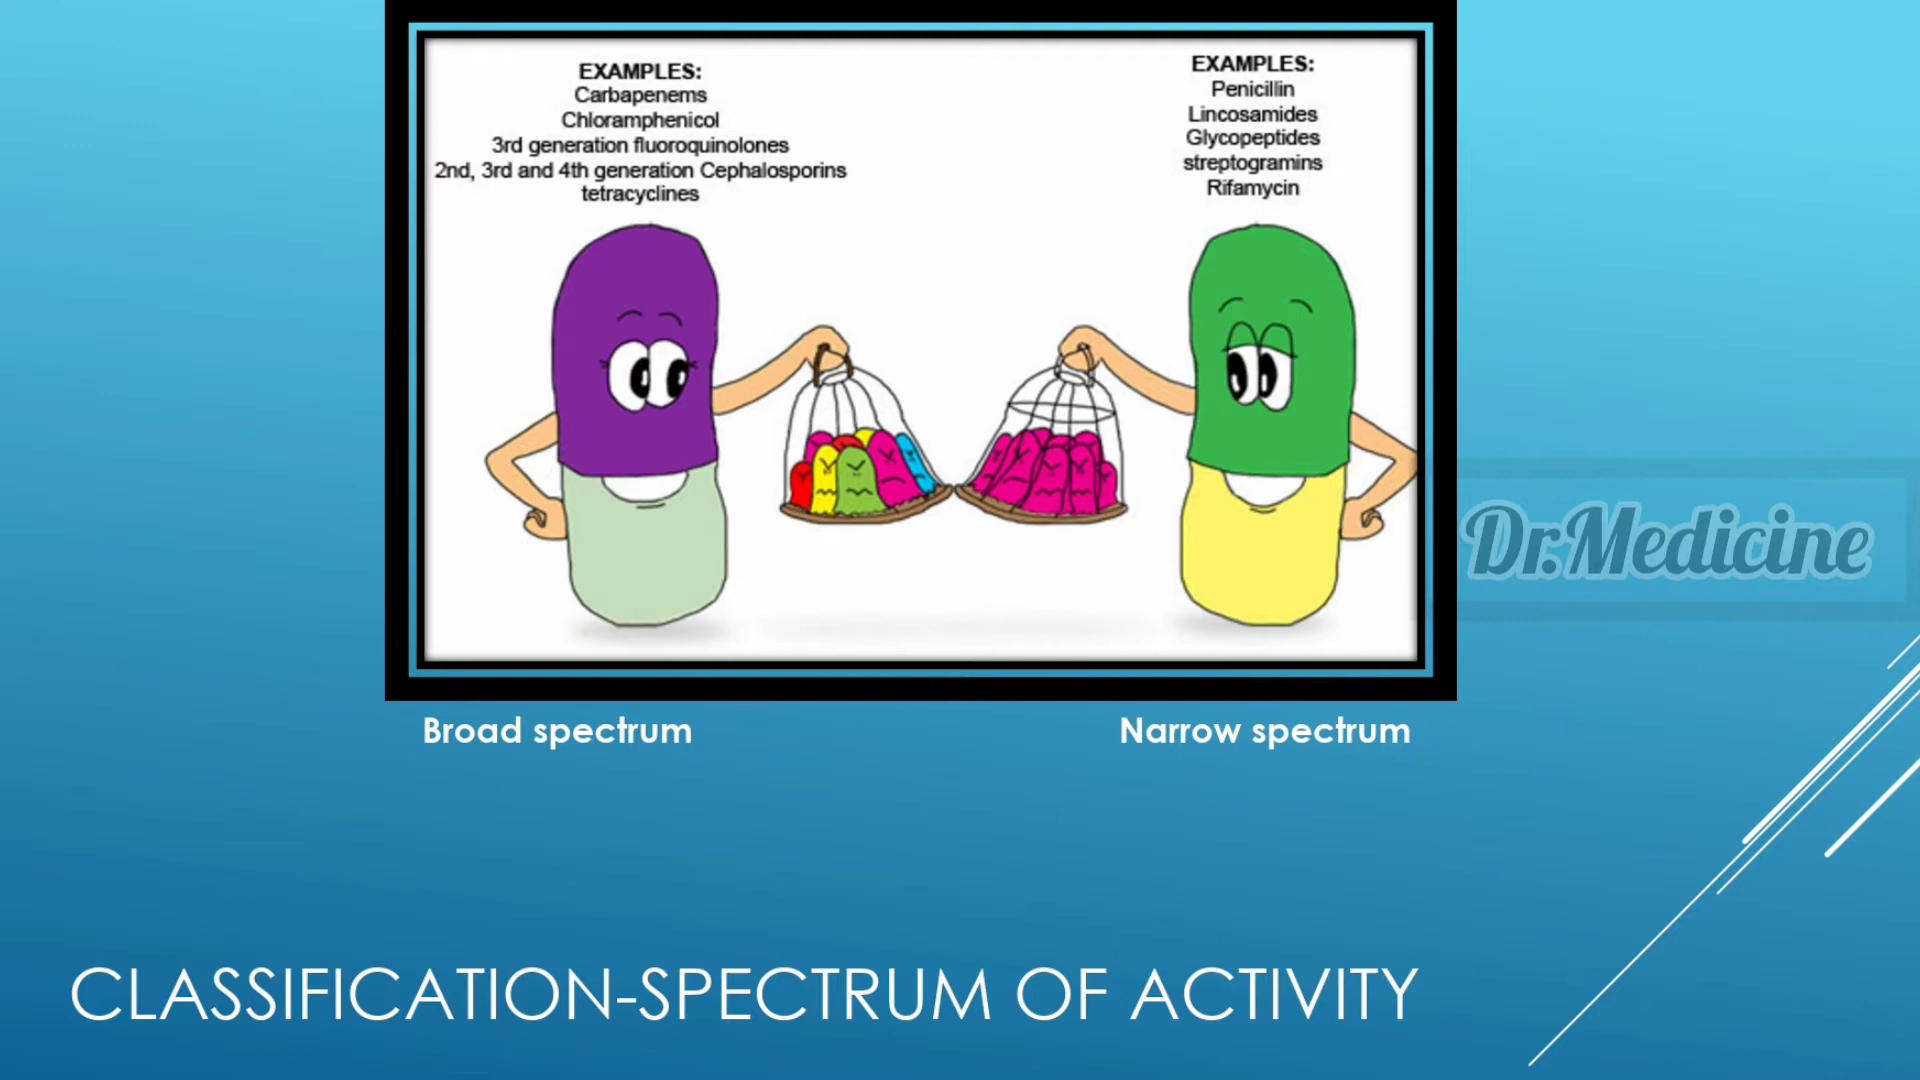 EXAMPLES:
Carbapenems
Chloramphenicol
3rd generation fluoroquinolones
2nd, 3rd and 4th generation Cephalosporins
tetracyclines
EXAMPLES:
Penicillin
Lincosamides
Glycopeptides
streptogramins
Rifamycin
Dr.Medicine
Broad spectrum
Narrow spectrum
CLASSIFICATION-SPECTRUM OF ACTIVITY